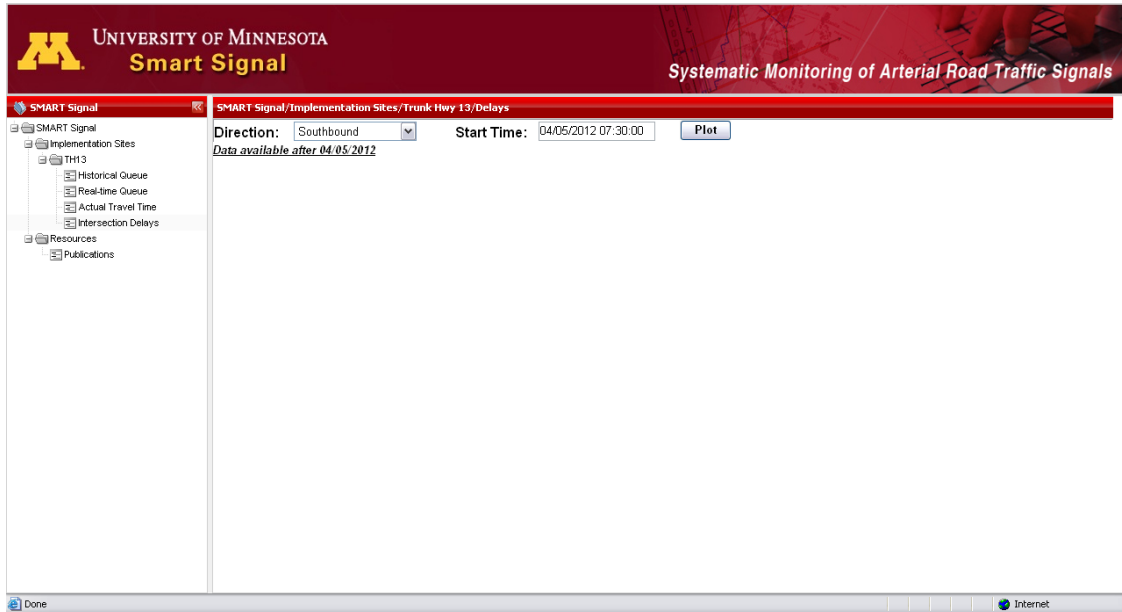 UNIVERSITY OF MINNESOTA
Smart Signal
Systematic Monitoring of Arterial Road Traffic Signals
SMART Signal
SMART Signal/Implementation Sites/Trunk Hwy 13/Delays
SMART Signal
Implementation Sites
TH13
Historical Queue
Real-time Queue
Actual Travel Time
Intersection Delays
Resources
Publications
Direction: Southbound Start Time: 04/05/2012 07:30:00 Plot
Data available after 04/05/2012
Done Internet